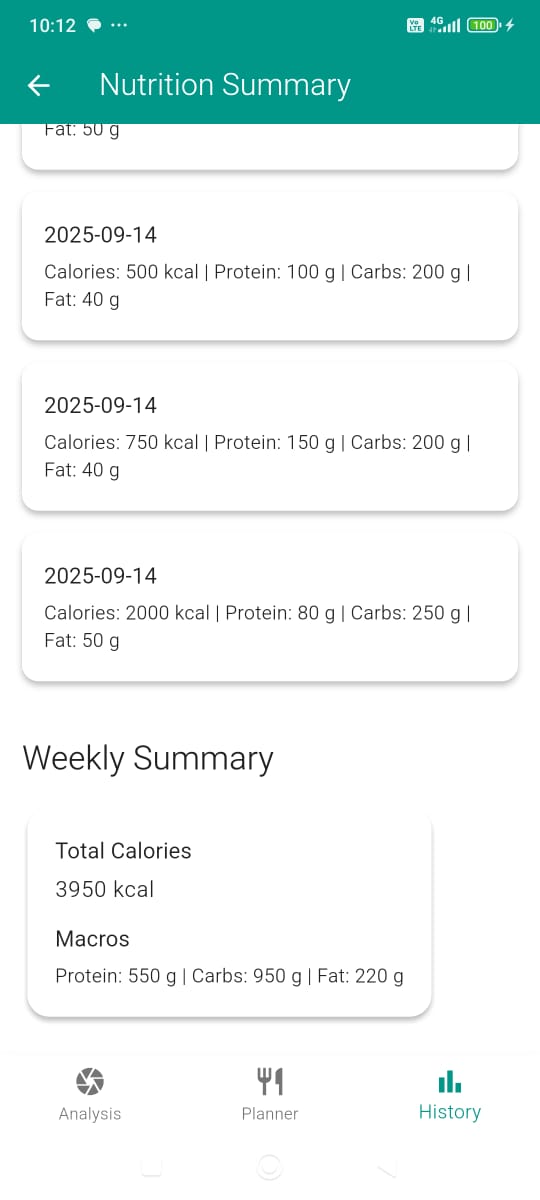 10:12
Vo LTE 4G 100
Nutrition Summary
Fat: 50 g
2025-09-14
Calories: 500 kcal | Protein: 100 g | Carbs: 200 g |
Fat: 40 g
2025-09-14
Calories: 750 kcal | Protein: 150 g | Carbs: 200 g |
Fat: 40 g
2025-09-14
Calories: 2000 kcal | Protein: 80 g | Carbs: 250 g |
Fat: 50 g
Weekly Summary
Total Calories
3950 kcal
Macros
Protein: 550 g | Carbs: 950 g | Fat: 220 g
Analysis
Planner
History